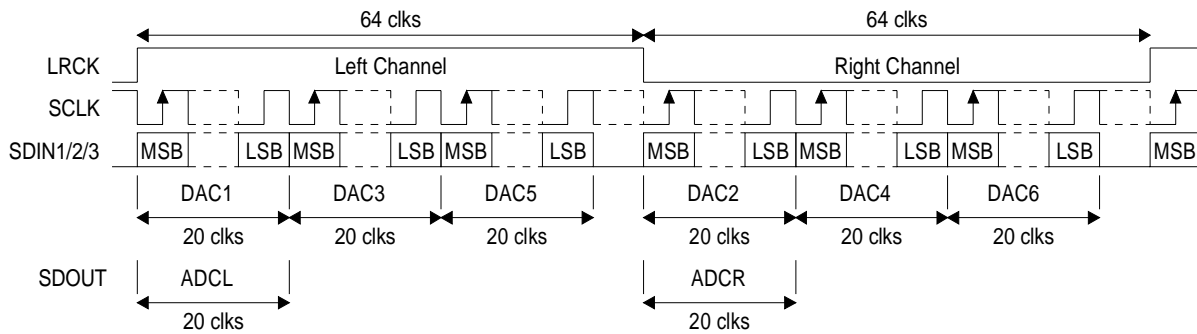 64 clks 64 clks
LRCK Left Channel Right Channel
SCLK
SDIN1/2/3 MSB LSB MSB LSB MSB LSB MSB LSB MSB LSB MSB LSB MSB
DAC1 DAC3 DAC5 DAC2 DAC4 DAC6
20 clks 20 clks 20 clks 20 clks 20 clks 20 clks
SDOUT ADCL ADCR
20 clks 20 clks